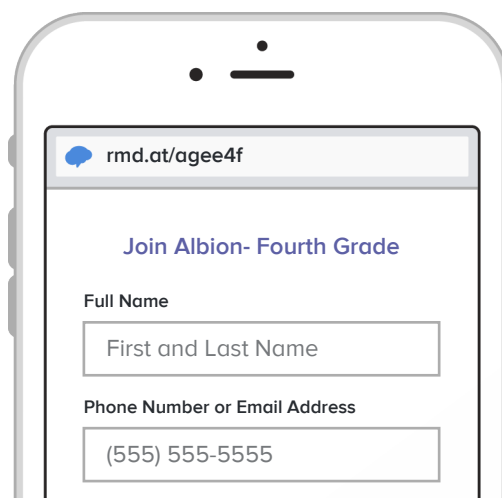 rmd.at/agee4f
Join Albion- Fourth Grade
Full Name
First and Last Name
Phone Number or Email Address
(555) 555-5555